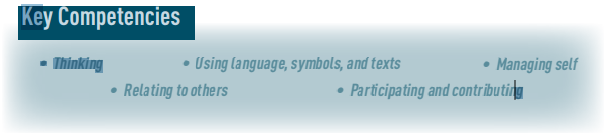 Key Competencies
• Thinking • Using language, symbols, and texts • Managing self
• Relating to others • Participating and contributing